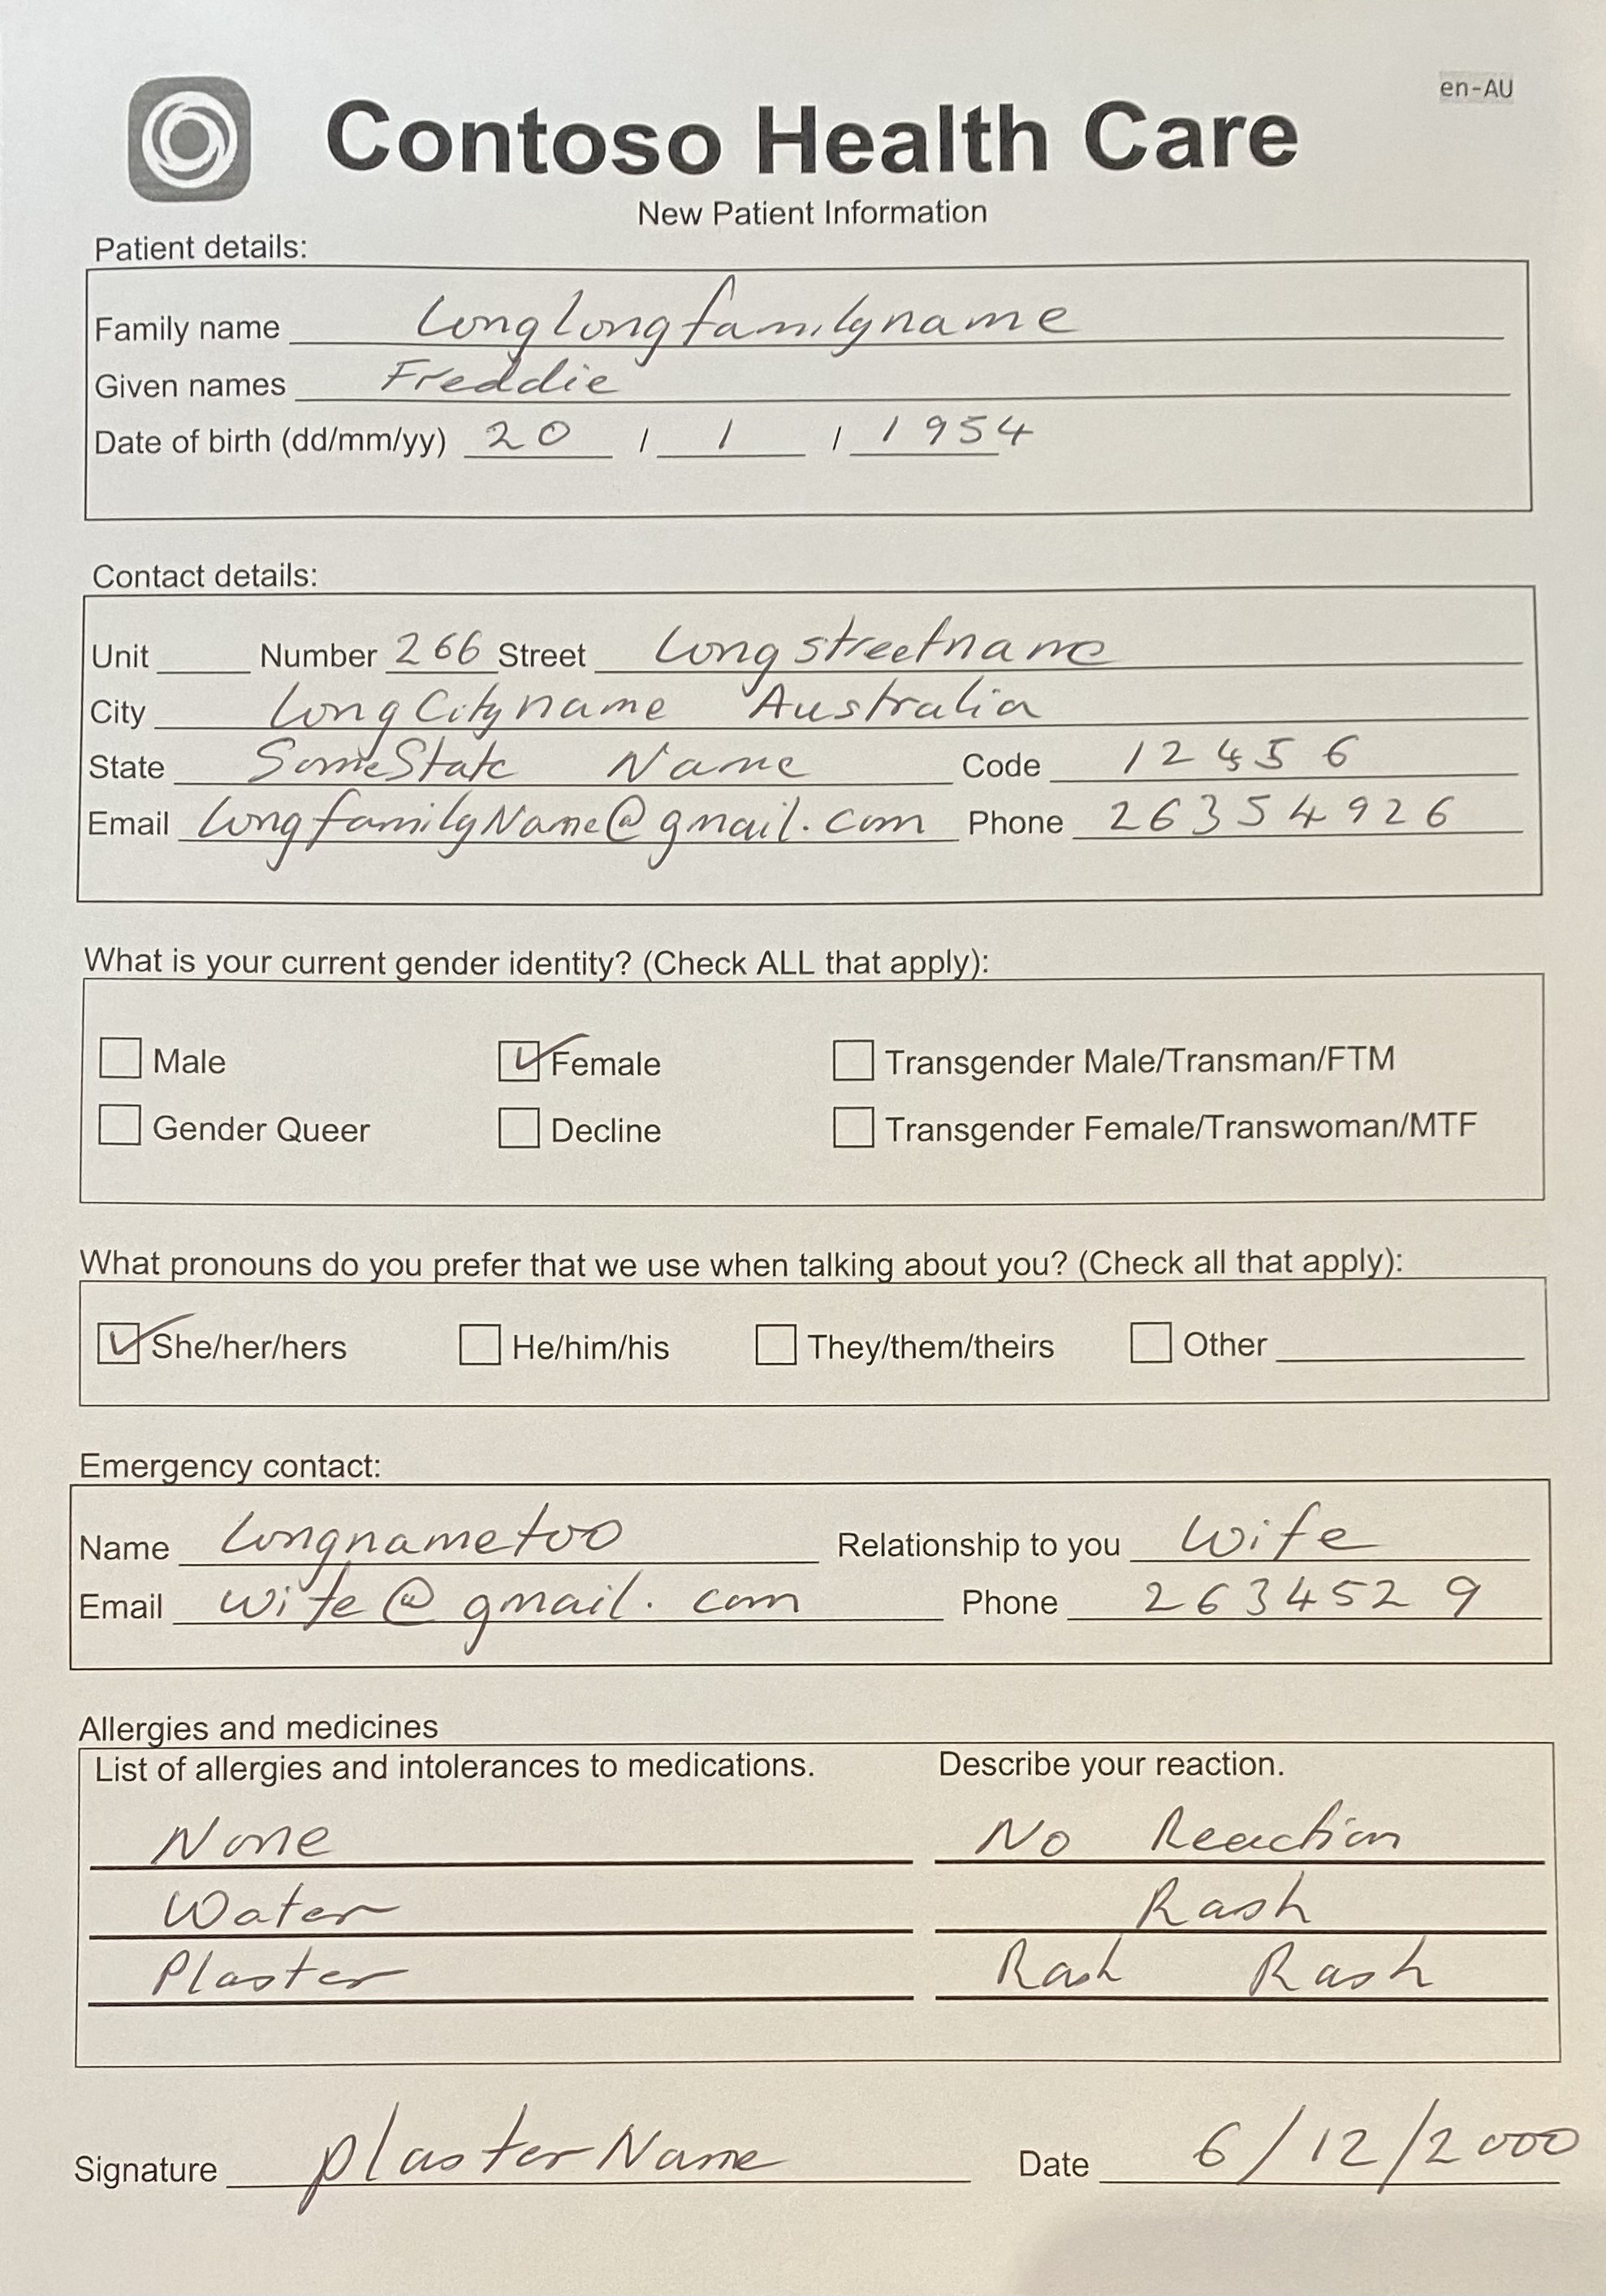 en-AU
Contoso Health Care
New Patient Information
Patient details:
Family name Longlongfamilyname
Given names Freddie
Date of birth (dd/mm/yy) 20 / 1 / 1954
Contact details:
Unit Number 266 Street Longstreetname
City LongCityname Australia
State SomeState Name Code 12456
Email LongfamilyName@gmail.com Phone 26354926
What is your current gender identity? (Check ALL that apply):
Male Female Transgender Male/Transman/FTM
Gender Queer Decline Transgender Female/Transwoman/MTF
What pronouns do you prefer that we use when talking about you? (Check all that apply):
She/her/hers He/him/his They/them/theirs Other
Emergency contact:
Name Longnametoo Relationship to you Wife
Email wife@gmail.com Phone 2634529
Allergies and medicines
List of allergies and intolerances to medications. Describe your reaction.
None No Reaction
Water Rash
Plaster Rash Rash
Signature plasterName Date 6/12/2000